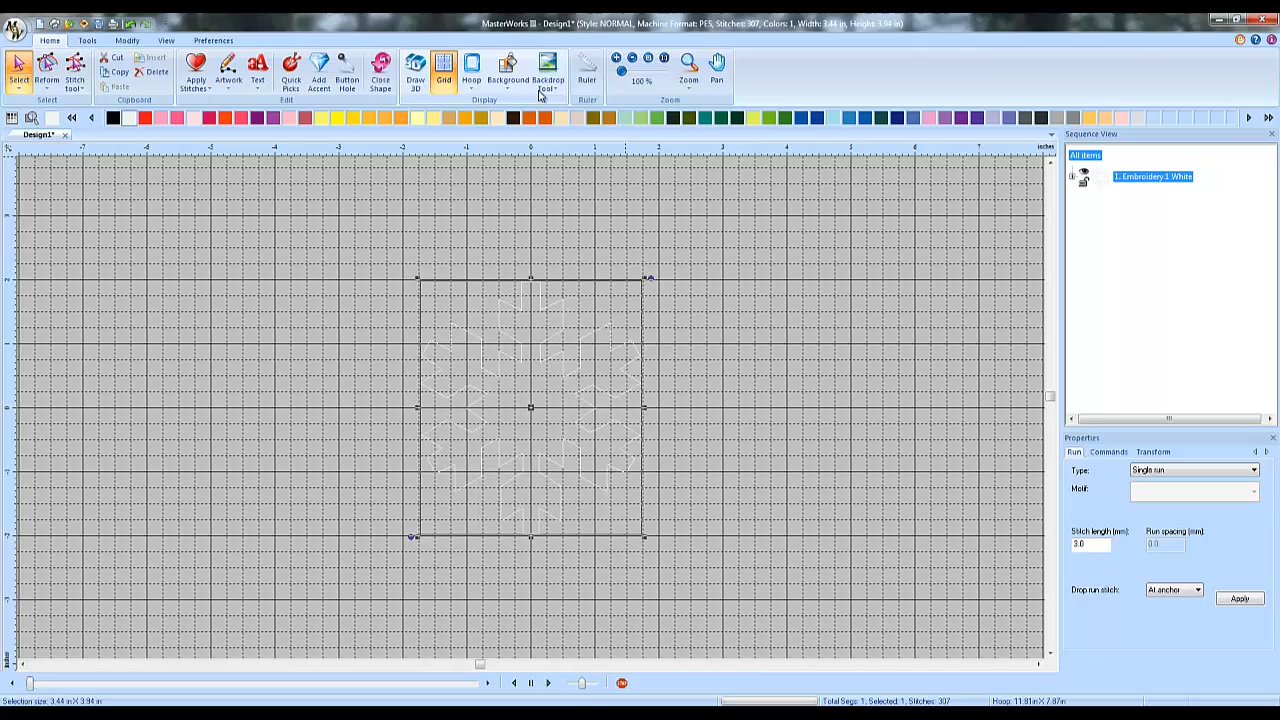 MasterWorks III - Design1* (Style: NORMAL, Machine Format: PES, Stitches: 307, Colors: 1, Width: 3.44 in, Height: 3.94 in)
Home Tools Modify View Preferences
Select Reform Stitch tool Cut Copy Paste Insert Delete Apply Stitches Artwork Text Quick Picks Add Accent Button Hole Close Shape Draw 3D Grid Hoop Background Backdrop Tool Ruler 100 % Zoom Pan
Select Clipboard Edit Display Ruler Zoom
Design1*
Sequence View
inches
All items
1. Embroidery 1 White
Properties
Run Commands Transform
Type: Single run
Motif:
Stitch length (mm): Run spacing (mm):
3.0 0.0
Drop run stitch: At anchor Apply
inches
STOP
Selection size: 3.44 in X 3.94 in Total Segs: 1, Selected: 1, Stitches: 307 Hoop: 11.81in X 7.87in